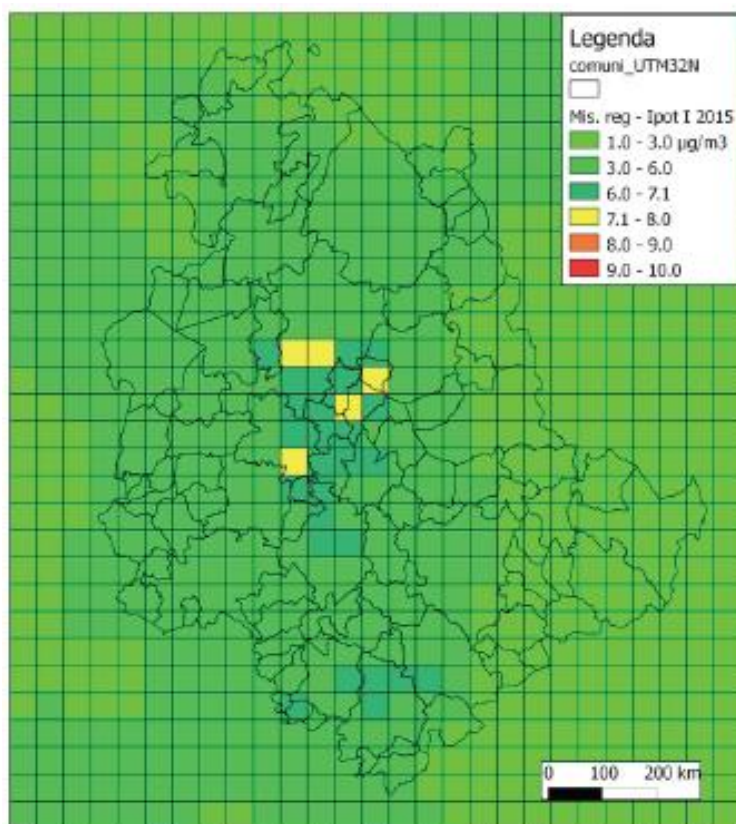 Legenda
comuni_UTM32N
Mis. reg - Ipot I 2015
1.0 - 3.0 µg/m3
3.0 - 6.0
6.0 - 7.1
7.1 - 8.0
8.0 - 9.0
9.0 - 10.0
0 100 200 km